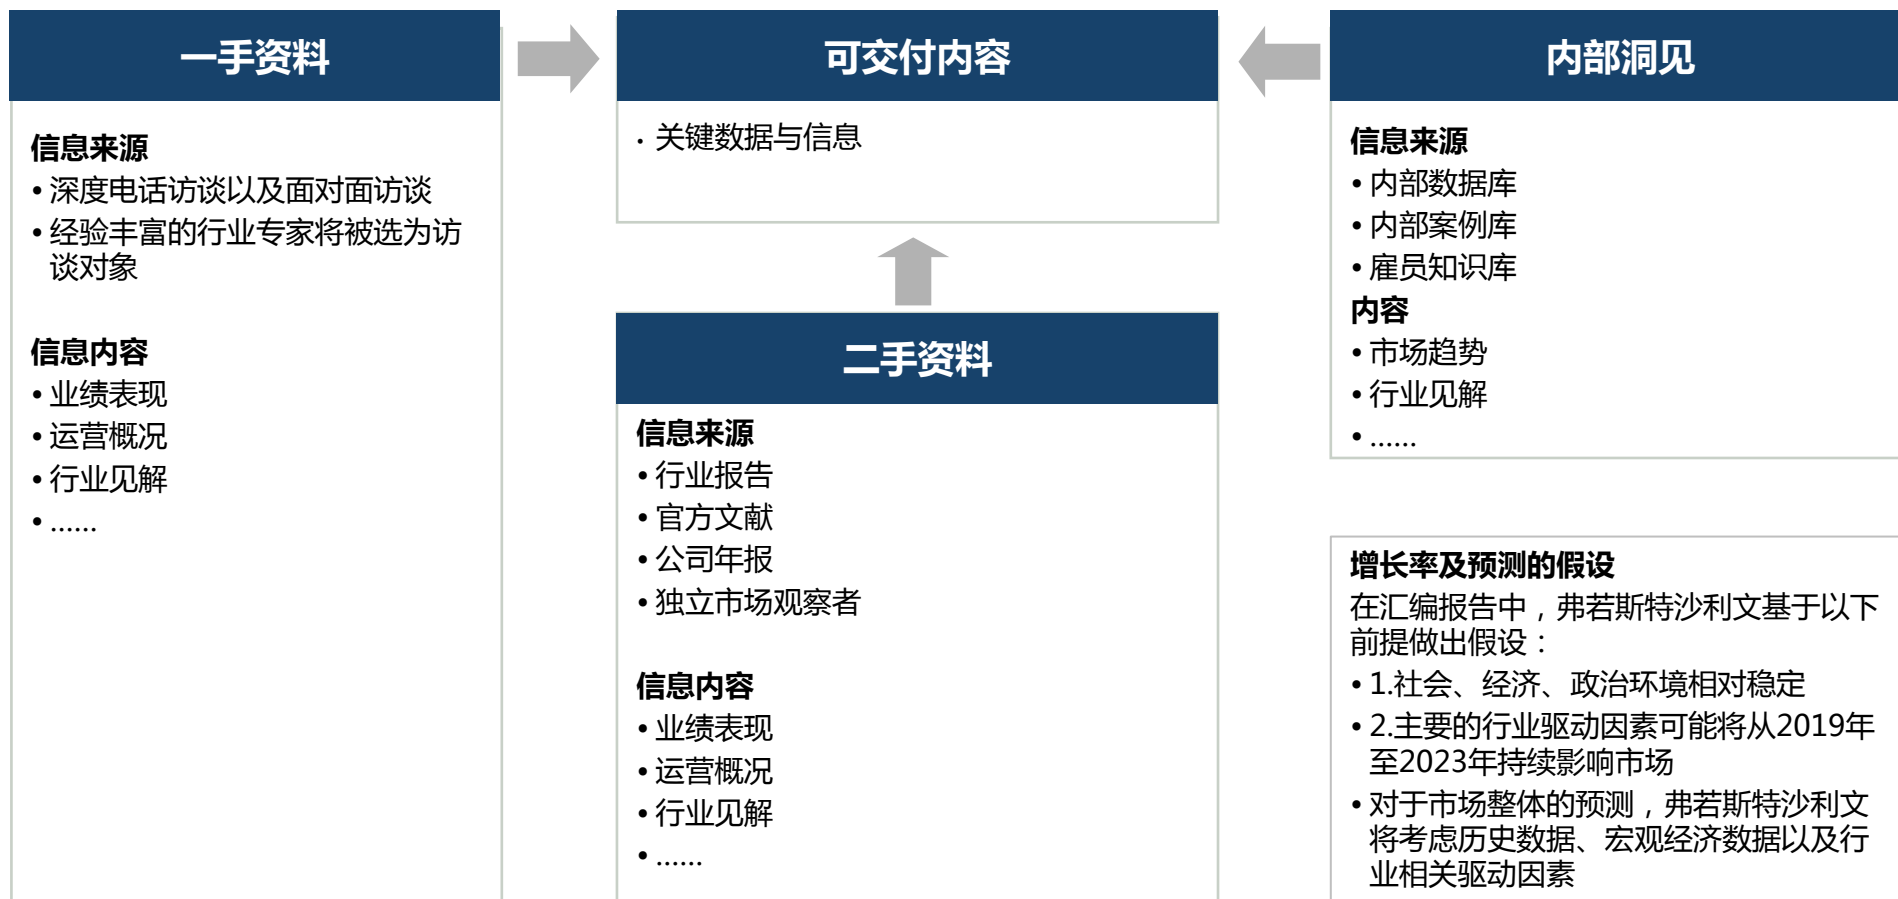 一手资料
信息来源
• 深度电话访谈以及面对面访谈
• 经验丰富的行业专家将被选为访
谈对象
信息内容
• 业绩表现
• 运营概况
• 行业见解
• ......
可交付内容
· 关键数据与信息
二手资料
信息来源
• 行业报告
• 官方文献
• 公司年报
• 独立市场观察者
信息内容
• 业绩表现
• 运营概况
• 行业见解
• ......
内部洞见
信息来源
• 内部数据库
• 内部案例库
• 雇员知识库
内容
• 市场趋势
• 行业见解
• ......
增长率及预测的假设
在汇编报告中，弗若斯特沙利文基于以下
前提做出假设：
• 1.社会、经济、政治环境相对稳定
• 2.主要的行业驱动因素可能将从2019年
至2023年持续影响市场
• 对于市场整体的预测，弗若斯特沙利文
将考虑历史数据、宏观经济数据以及行
业相关驱动因素